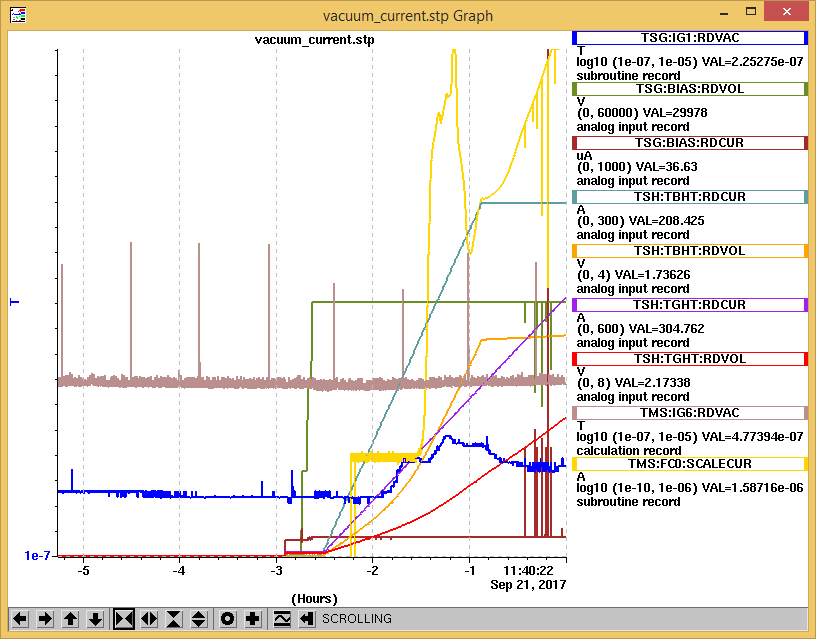 vacuum_current.stp Graph
vacuum_current.stp
T
1e-7
-5
-4
-3
-2
-1
11:40:22
Sep 21, 2017
(Hours)
TSG:IG1:RDVAC
T
log10 (1e-07, 1e-05) VAL=2.25275e-07
subroutine record
TSG:BIAS:RDVOL
V
(0, 60000) VAL=29978
analog input record
TSG:BIAS:RDCUR
uA
(0, 1000) VAL=36.63
analog input record
TSH:TBHT:RDCUR
A
(0, 300) VAL=208.425
analog input record
TSH:TBHT:RDVOL
V
(0, 4) VAL=1.73626
analog input record
TSH:TGHT:RDCUR
A
(0, 600) VAL=304.762
analog input record
TSH:TGHT:RDVOL
V
(0, 8) VAL=2.17338
analog input record
TMS:IG6:RDVAC
T
log10 (1e-07, 1e-05) VAL=4.77394e-07
calculation record
TMS:FC0:SCALECUR
A
log10 (1e-10, 1e-06) VAL=1.58716e-06
subroutine record
SCROLLING